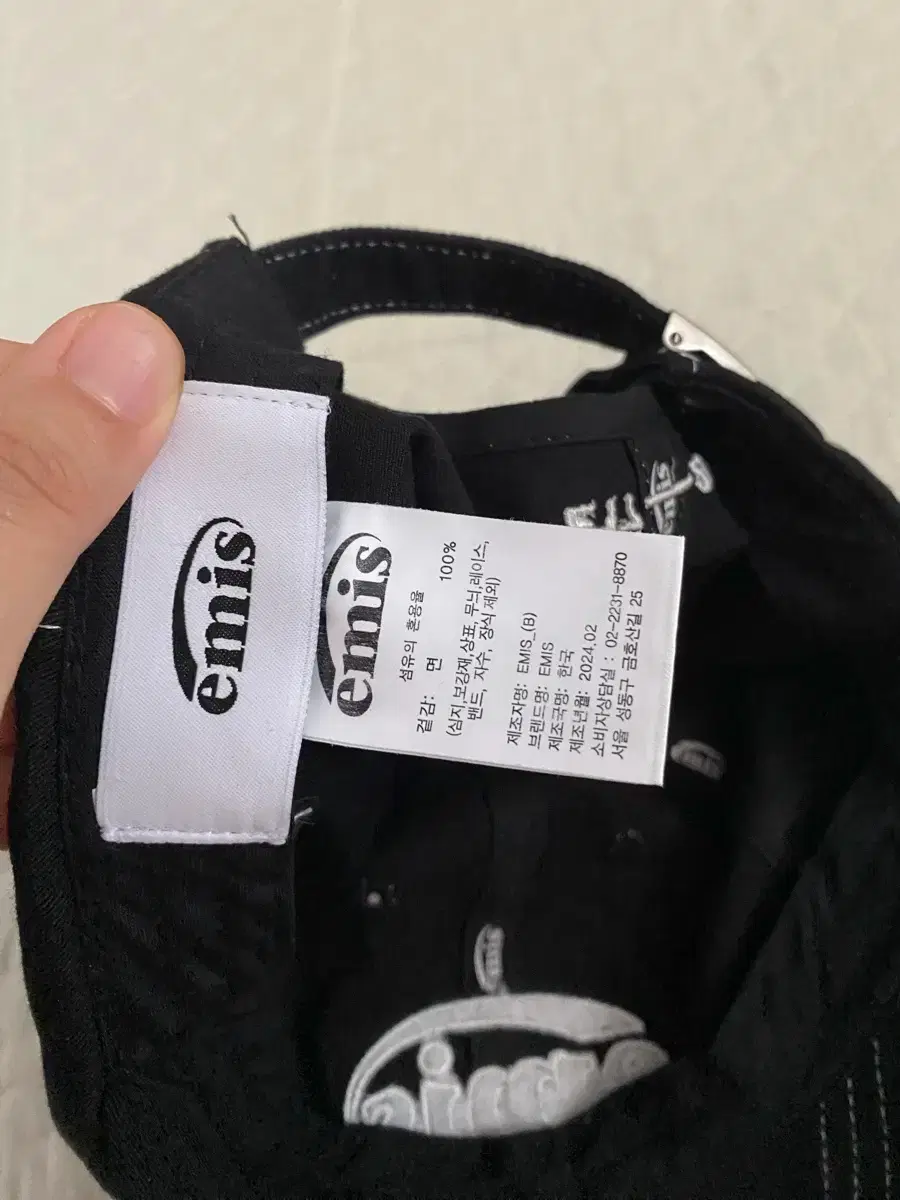 emis
emis
섬유의 혼용율
겉감: 면 100%
(심지,보강재,상표,무늬,레이스,
밴드, 자수, 장식 제외)
제조자명: EMIS_(B)
브랜드명: EMIS
제조국명: 한국
제조년월: 2024.02
소비자상담실 : 02-2231-8870
서울 성동구 금호산길 25
emis
emis